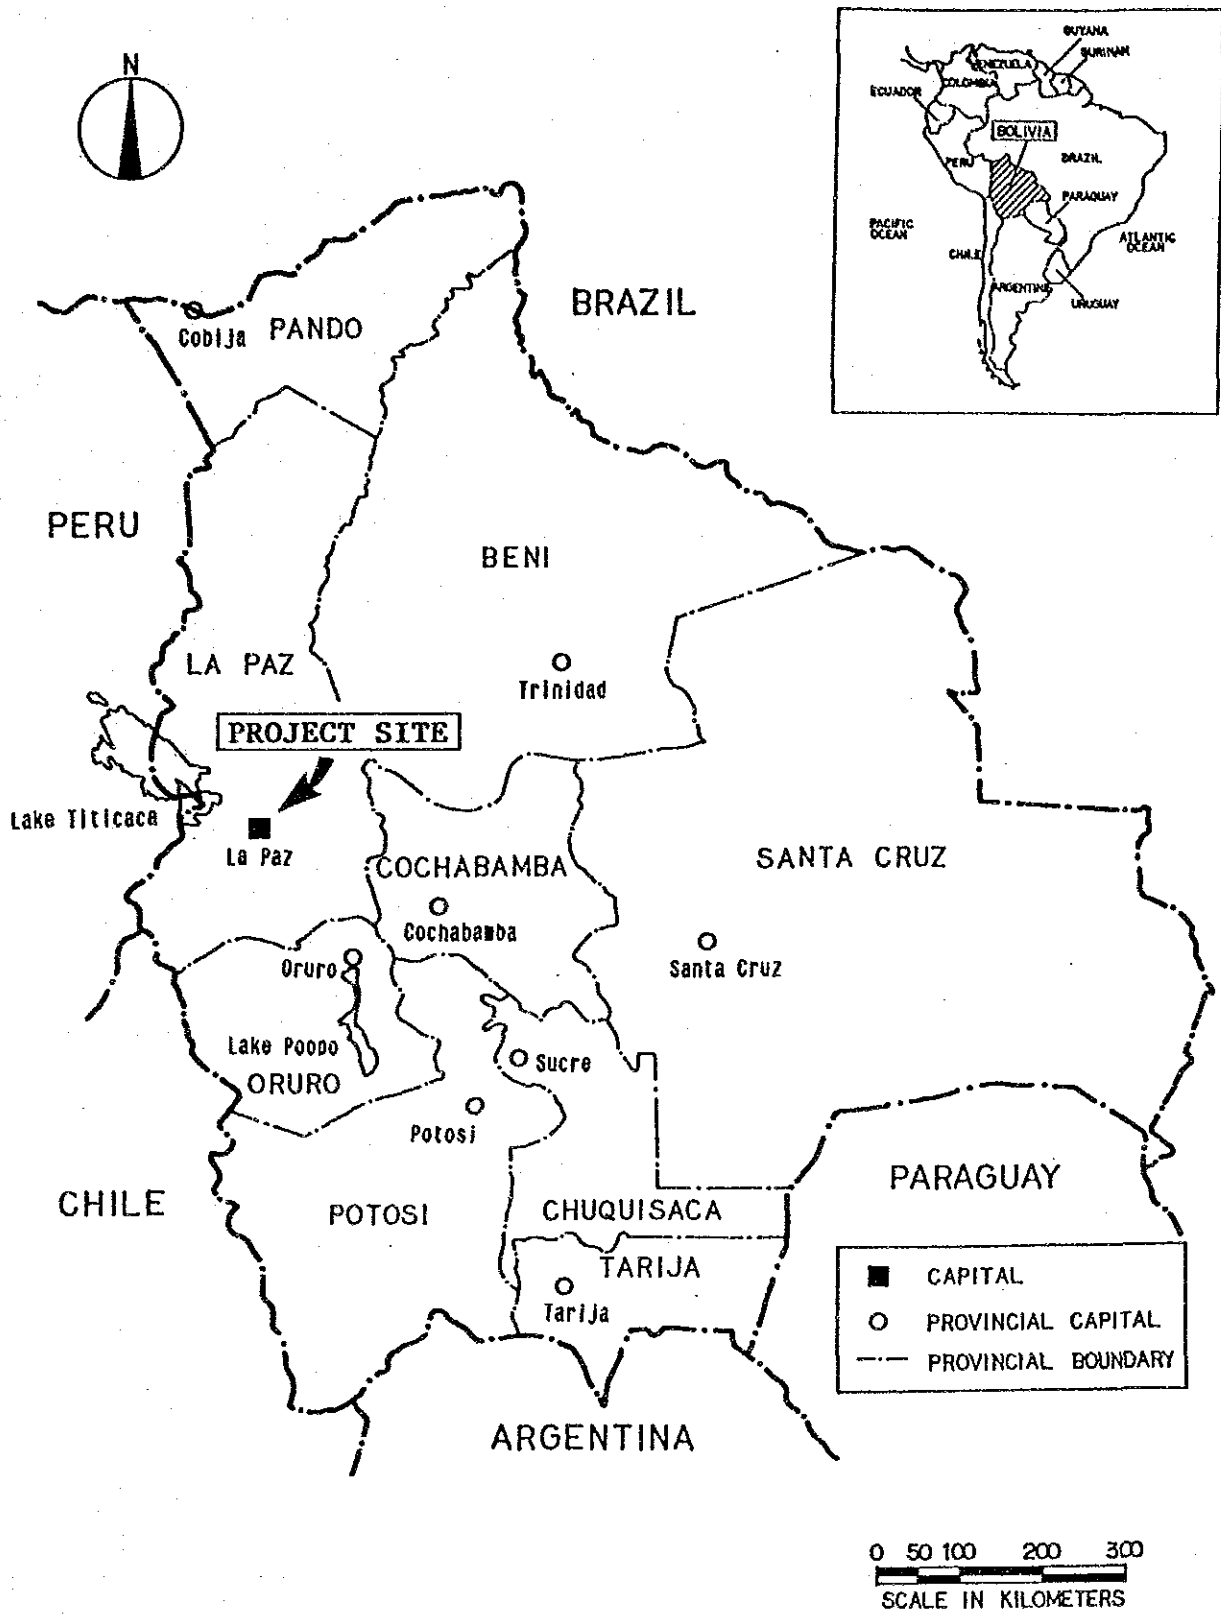 N
GUYANA
SURINAM
VENEZUELA
COLOMBIA
ECUADOR
BOLIVIA
PERU
BRAZIL
PARAGUAY
PACIFIC
OCEAN
ATLANTIC
OCEAN
CHILE
ARGENTINE
URUGUAY
BRAZIL
Cobija
PANDO
PERU
BENI
LA PAZ
Trinidad
PROJECT SITE
Lake Titicaca
La Paz
COCHABAMBA
SANTA CRUZ
Cochabamba
Oruro
Santa Cruz
Lake Poopo
Sucre
ORURO
Potosi
PARAGUAY
CHILE
POTOSI
CHUQUISACA
TARIJA
Tarija
CAPITAL
PROVINCIAL CAPITAL
PROVINCIAL BOUNDARY
ARGENTINA
0 50 100 200 300
SCALE IN KILOMETERS